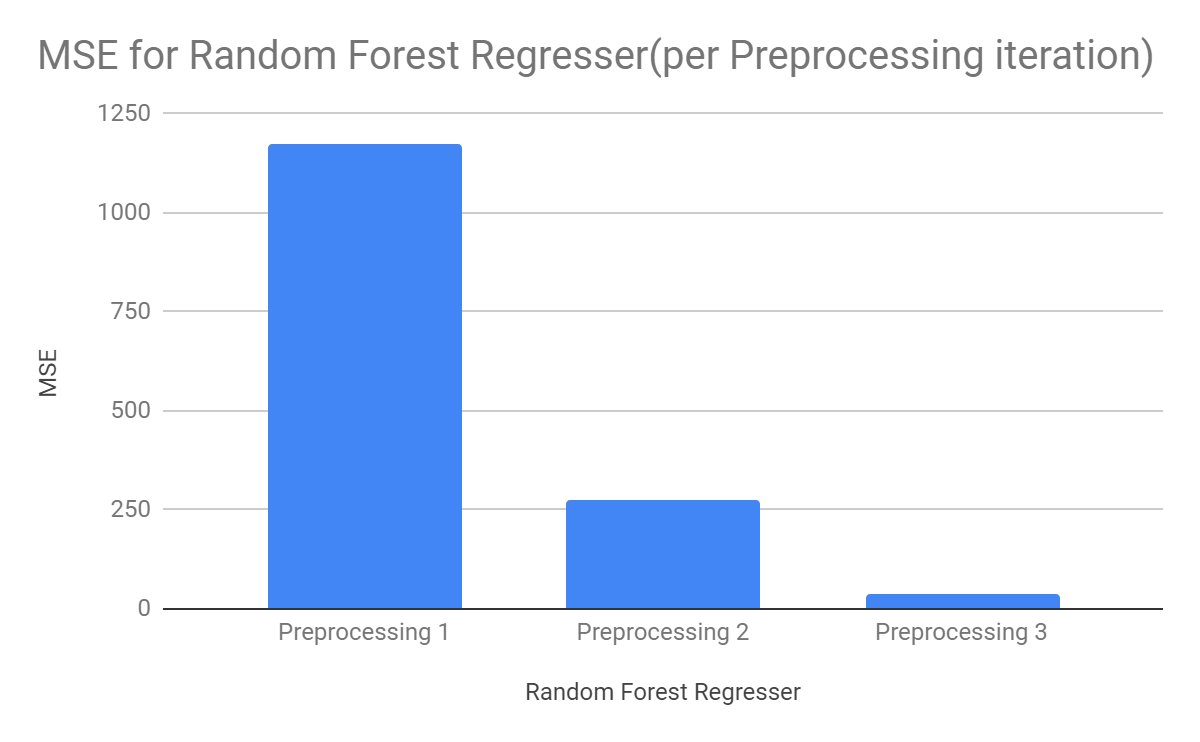 MSE for Random Forest Regresser(per Preprocessing iteration)
1250
1000
750
500
250
0
MSE
Preprocessing 1
Preprocessing 2
Preprocessing 3
Random Forest Regresser